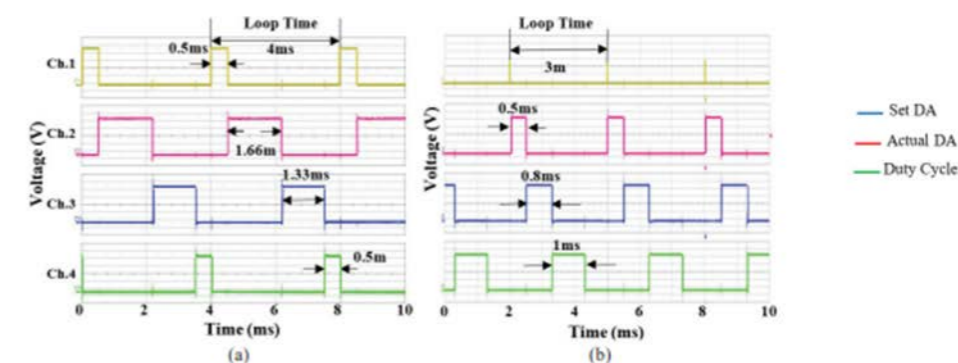 Loop Time
0.5ms
4ms
Ch.1
Ch.2
1.66m
1.33ms
Ch.3
Ch.4
0.5m
Voltage (V)
0 2 4 6 8 10
Time (ms)
(a)
Loop Time
3m
0.5ms
0.8ms
1ms
Voltage (V)
0 2 4 6 8 10
Time (ms)
(b)
Set DA
Actual DA
Duty Cycle